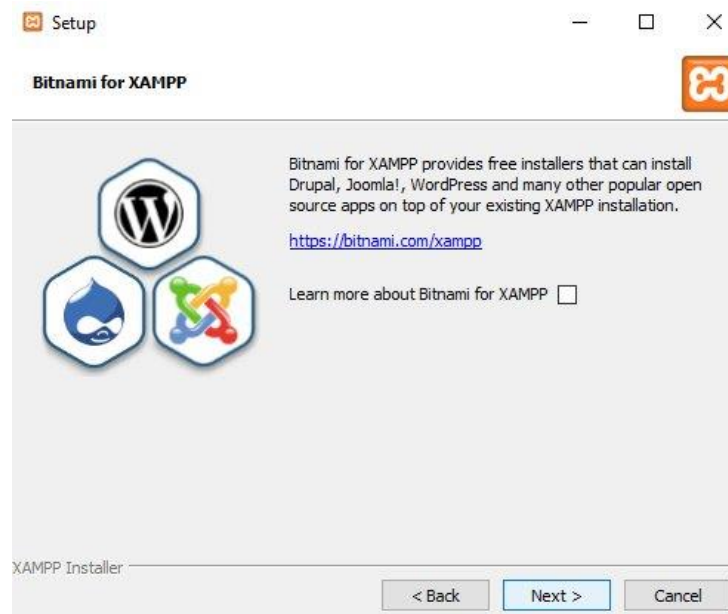 Setup
Bitnami for XAMPP
Bitnami for XAMPP provides free installers that can install
Drupal, Joomla!, WordPress and many other popular open
source apps on top of your existing XAMPP installation.
https://bitnami.com/xampp
Learn more about Bitnami for XAMPP
XAMPP Installer
< Back
Next >
Cancel